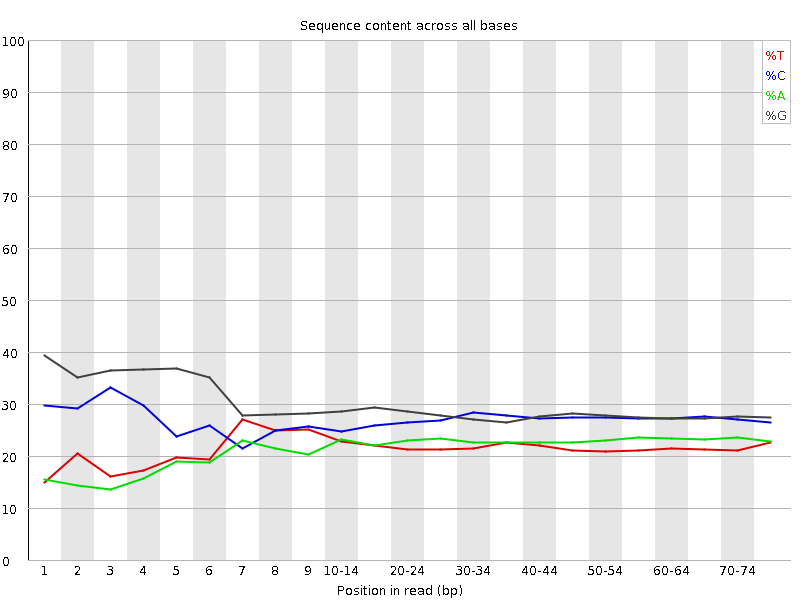 Sequence content across all bases
100
90
80
70
60
50
40
30
20
10
0
%T
%C
%A
%G
1 2 3 4 5 6 7 8 9 10-14 20-24 30-34 40-44 50-54 60-64 70-74
Position in read (bp)